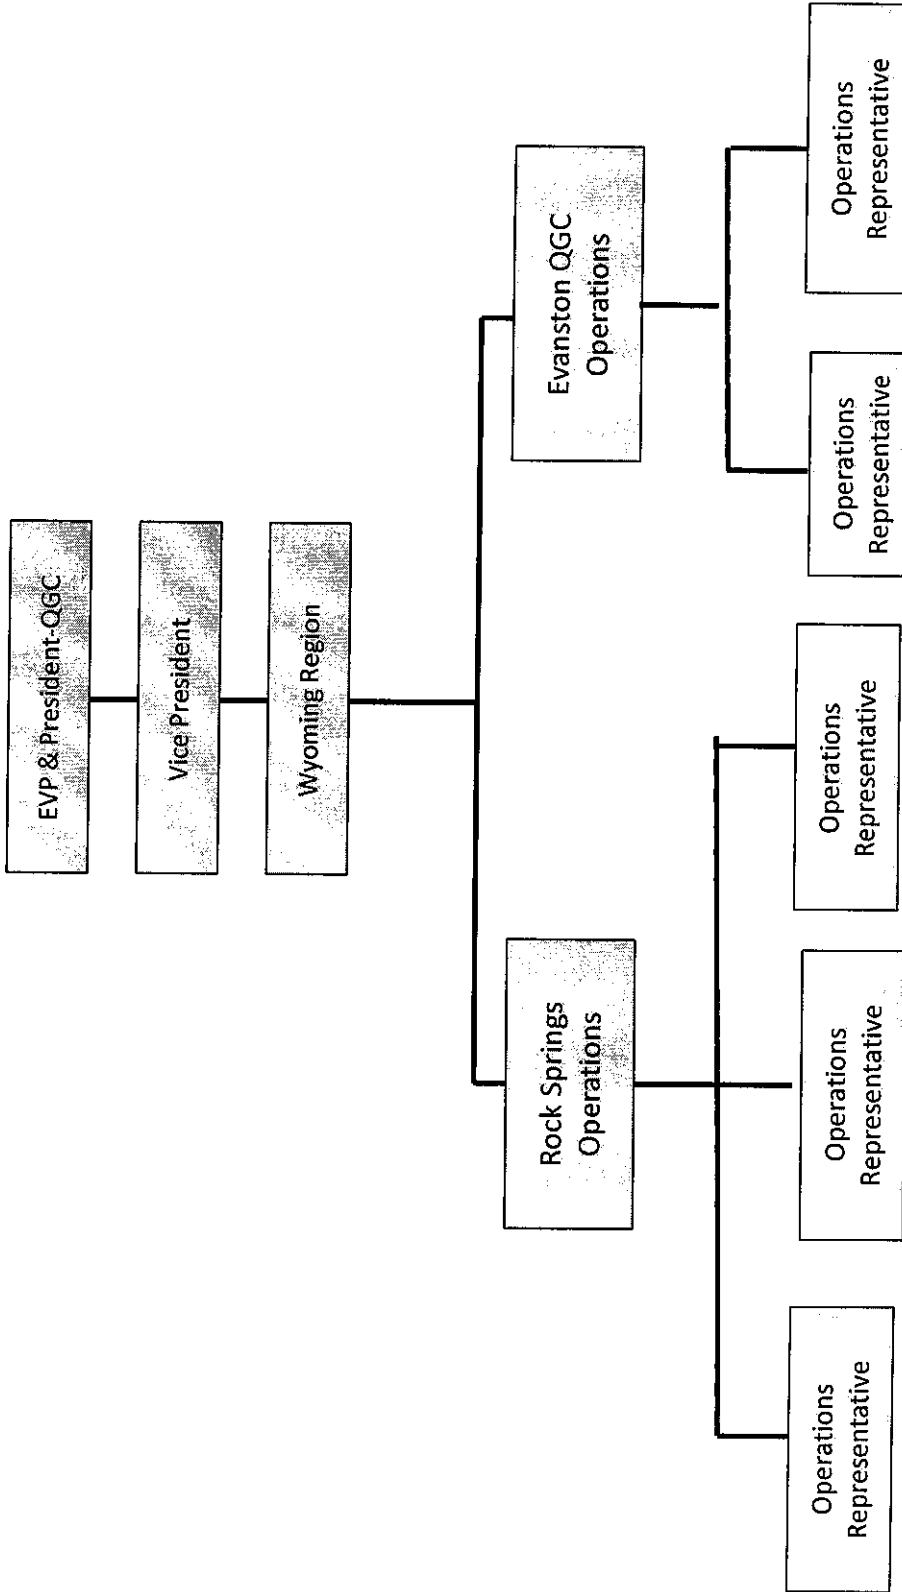 EVP & President-QGC
Vice President
Wyoming Region
Rock Springs
Operations
Evanston QGC
Operations
Operations
Representative
Operations
Representative
Operations
Representative
Operations
Representative
Operations
Representative